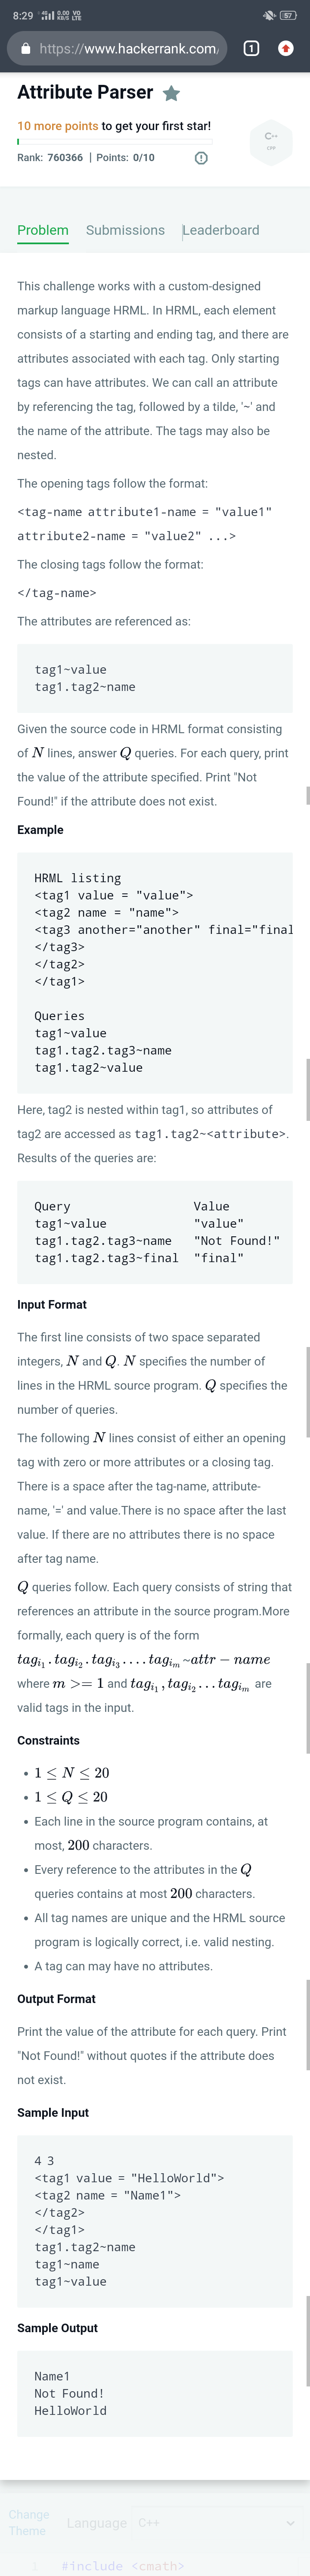 8:29 4G 0.00 KB/S VO LTE 57
https://www.hackerrank.com/ 1
Attribute Parser
10 more points to get your first star!
Rank: 760366 | Points: 0/10
C++
CPP
Problem Submissions Leaderboard
This challenge works with a custom-designed
markup language HRML. In HRML, each element
consists of a starting and ending tag, and there are
attributes associated with each tag. Only starting
tags can have attributes. We can call an attribute
by referencing the tag, followed by a tilde, '~' and
the name of the attribute. The tags may also be
nested.
The opening tags follow the format:
<tag-name attribute1-name = "value1"
attribute2-name = "value2" ...>
The closing tags follow the format:
</tag-name>
The attributes are referenced as:
tag1~value
tag1.tag2~name
Given the source code in HRML format consisting
of N lines, answer Q queries. For each query, print
the value of the attribute specified. Print "Not
Found!" if the attribute does not exist.
Example
HRML listing
<tag1 value = "value">
<tag2 name = "name">
<tag3 another="another" final="final
</tag3>
</tag2>
</tag1>
Queries
tag1~value
tag1.tag2.tag3~name
tag1.tag2~value
Here, tag2 is nested within tag1, so attributes of
tag2 are accessed as tag1.tag2~<attribute>.
Results of the queries are:
Query Value
tag1~value "value"
tag1.tag2.tag3~name "Not Found!"
tag1.tag2.tag3~final "final"
Input Format
The first line consists of two space separated
integers, N and Q. N specifies the number of
lines in the HRML source program. Q specifies the
number of queries.
The following N lines consist of either an opening
tag with zero or more attributes or a closing tag.
There is a space after the tag-name, attribute-
name, '=' and value.There is no space after the last
value. If there are no attributes there is no space
after tag name.
Q queries follow. Each query consists of string that
references an attribute in the source program.More
formally, each query is of the form
tag_i1.tag_i2.tag_i3....tag_im ~attr − name
where m >= 1 and tag_i1, tag_i2 ... tag_im are
valid tags in the input.
Constraints
• 1 ≤ N ≤ 20
• 1 ≤ Q ≤ 20
• Each line in the source program contains, at
most, 200 characters.
• Every reference to the attributes in the Q
queries contains at most 200 characters.
• All tag names are unique and the HRML source
program is logically correct, i.e. valid nesting.
• A tag can may have no attributes.
Output Format
Print the value of the attribute for each query. Print
"Not Found!" without quotes if the attribute does
not exist.
Sample Input
4 3
<tag1 value = "HelloWorld">
<tag2 name = "Name1">
</tag2>
</tag1>
tag1.tag2~name
tag1~name
tag1~value
Sample Output
Name1
Not Found!
HelloWorld
Change
Theme
Language C++
1 #include <cmath>